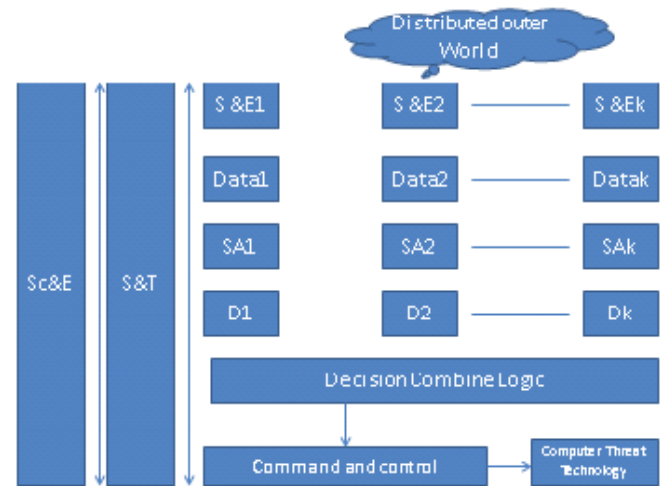 Distributed outer
World
S &E1 S &E2 S &Ek
Data1 Data2 Datak
SA1 SA2 SAk
Sc&E S&T
D1 D2 Dk
Decision Combine Logic
Command and control
Computer Threat
Technology